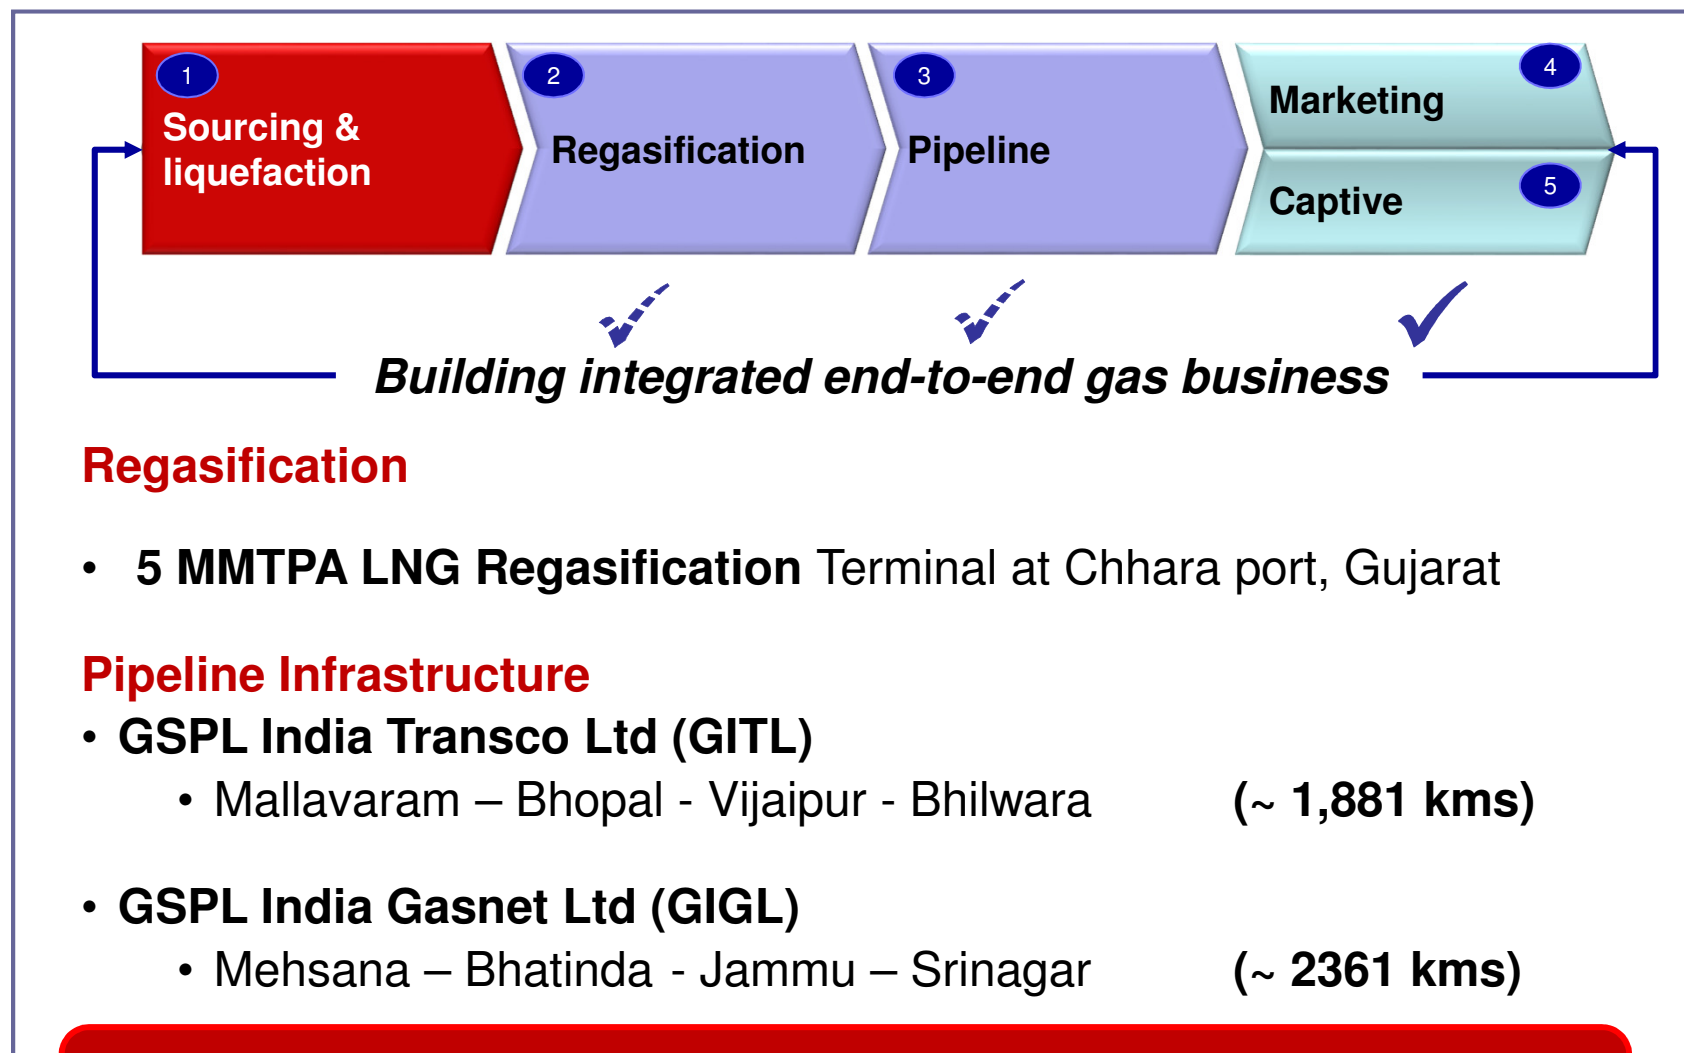 1
Sourcing &
liquefaction
2
Regasification
3
Pipeline
4
Marketing
5
Captive
Building integrated end-to-end gas business
Regasification
• 5 MMTPA LNG Regasification Terminal at Chhara port, Gujarat
Pipeline Infrastructure
• GSPL India Transco Ltd (GITL)
• Mallavaram – Bhopal - Vijaipur - Bhilwara (~ 1,881 kms)
• GSPL India Gasnet Ltd (GIGL)
• Mehsana – Bhatinda - Jammu – Srinagar (~ 2361 kms)